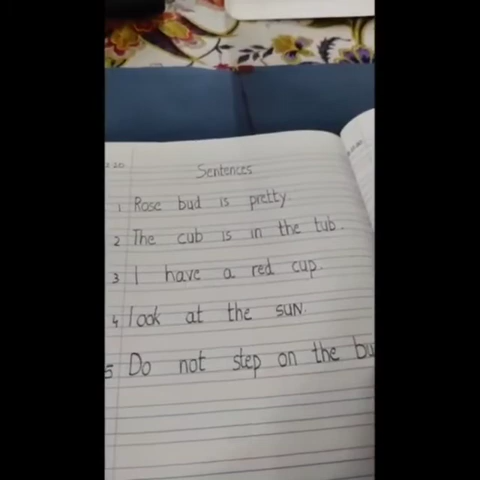 Sentences
1 Rose bud is pretty.
2 The cub is in the tub.
3 I have a red cup.
4 look at the SUN.
5 Do not step on the